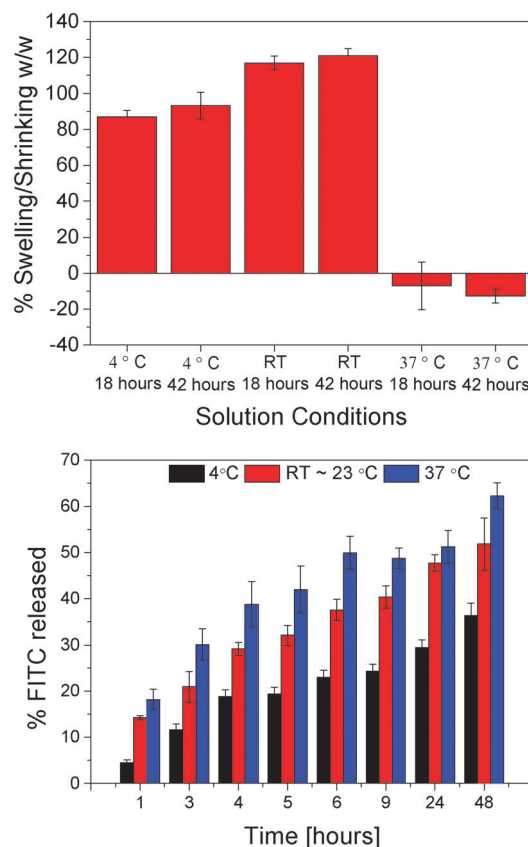 % Swelling/Shrinking w/w
140
120
100
80
60
40
20
0
-20
-40
4 ° C 4 ° C RT RT 37 ° C 37 ° C
18 hours 42 hours 18 hours 42 hours 18 hours 42 hours
Solution Conditions
% FITC released
70
60
50
40
30
20
10
0
4°C RT ~ 23 °C 37 °C
1 3 4 5 6 9 24 48
Time [hours]